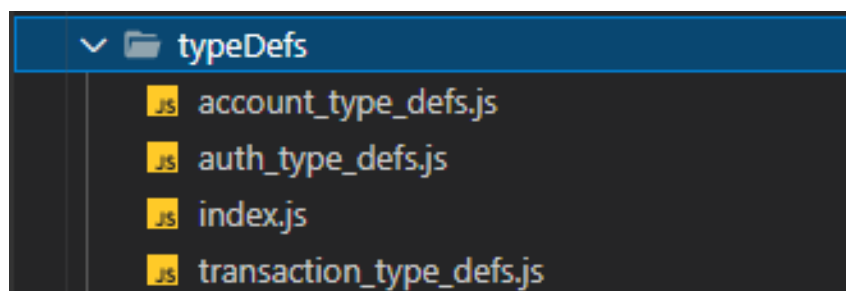 typeDefs
JS account_type_defs.js
JS auth_type_defs.js
JS index.js
JS transaction_type_defs.js